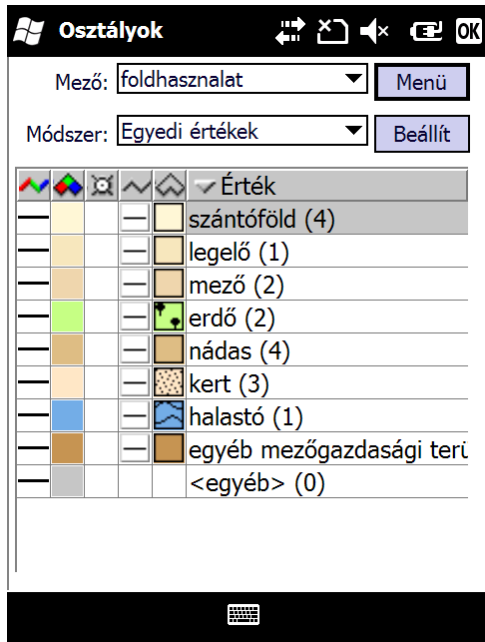 Osztályok OK
Mező: foldhasznalat Menü
Módszer: Egyedi értékek Beállít
Érték
szántóföld (4)
legelő (1)
mező (2)
erdő (2)
nádas (4)
kert (3)
halastó (1)
egyéb mezőgazdasági terü
<egyéb> (0)